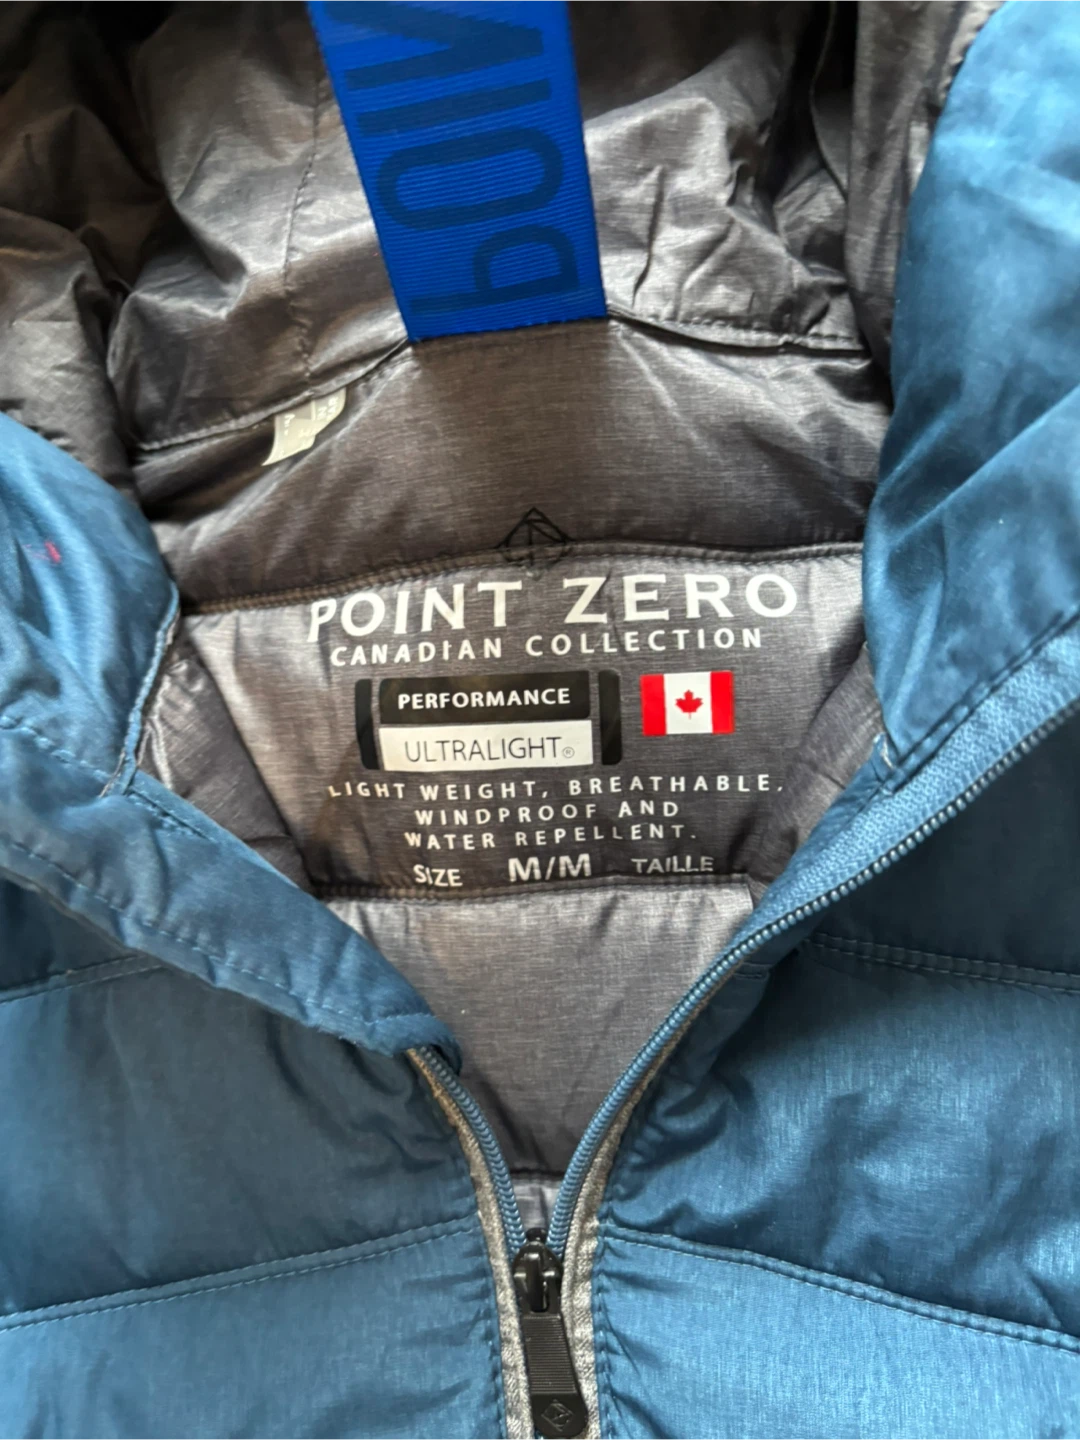 POINT ZERO
CANADIAN COLLECTION
PERFORMANCE
ULTRALIGHT®
LIGHT WEIGHT, BREATHABLE,
WINDPROOF AND
WATER REPELLENT.
SIZE M/M TAILLE